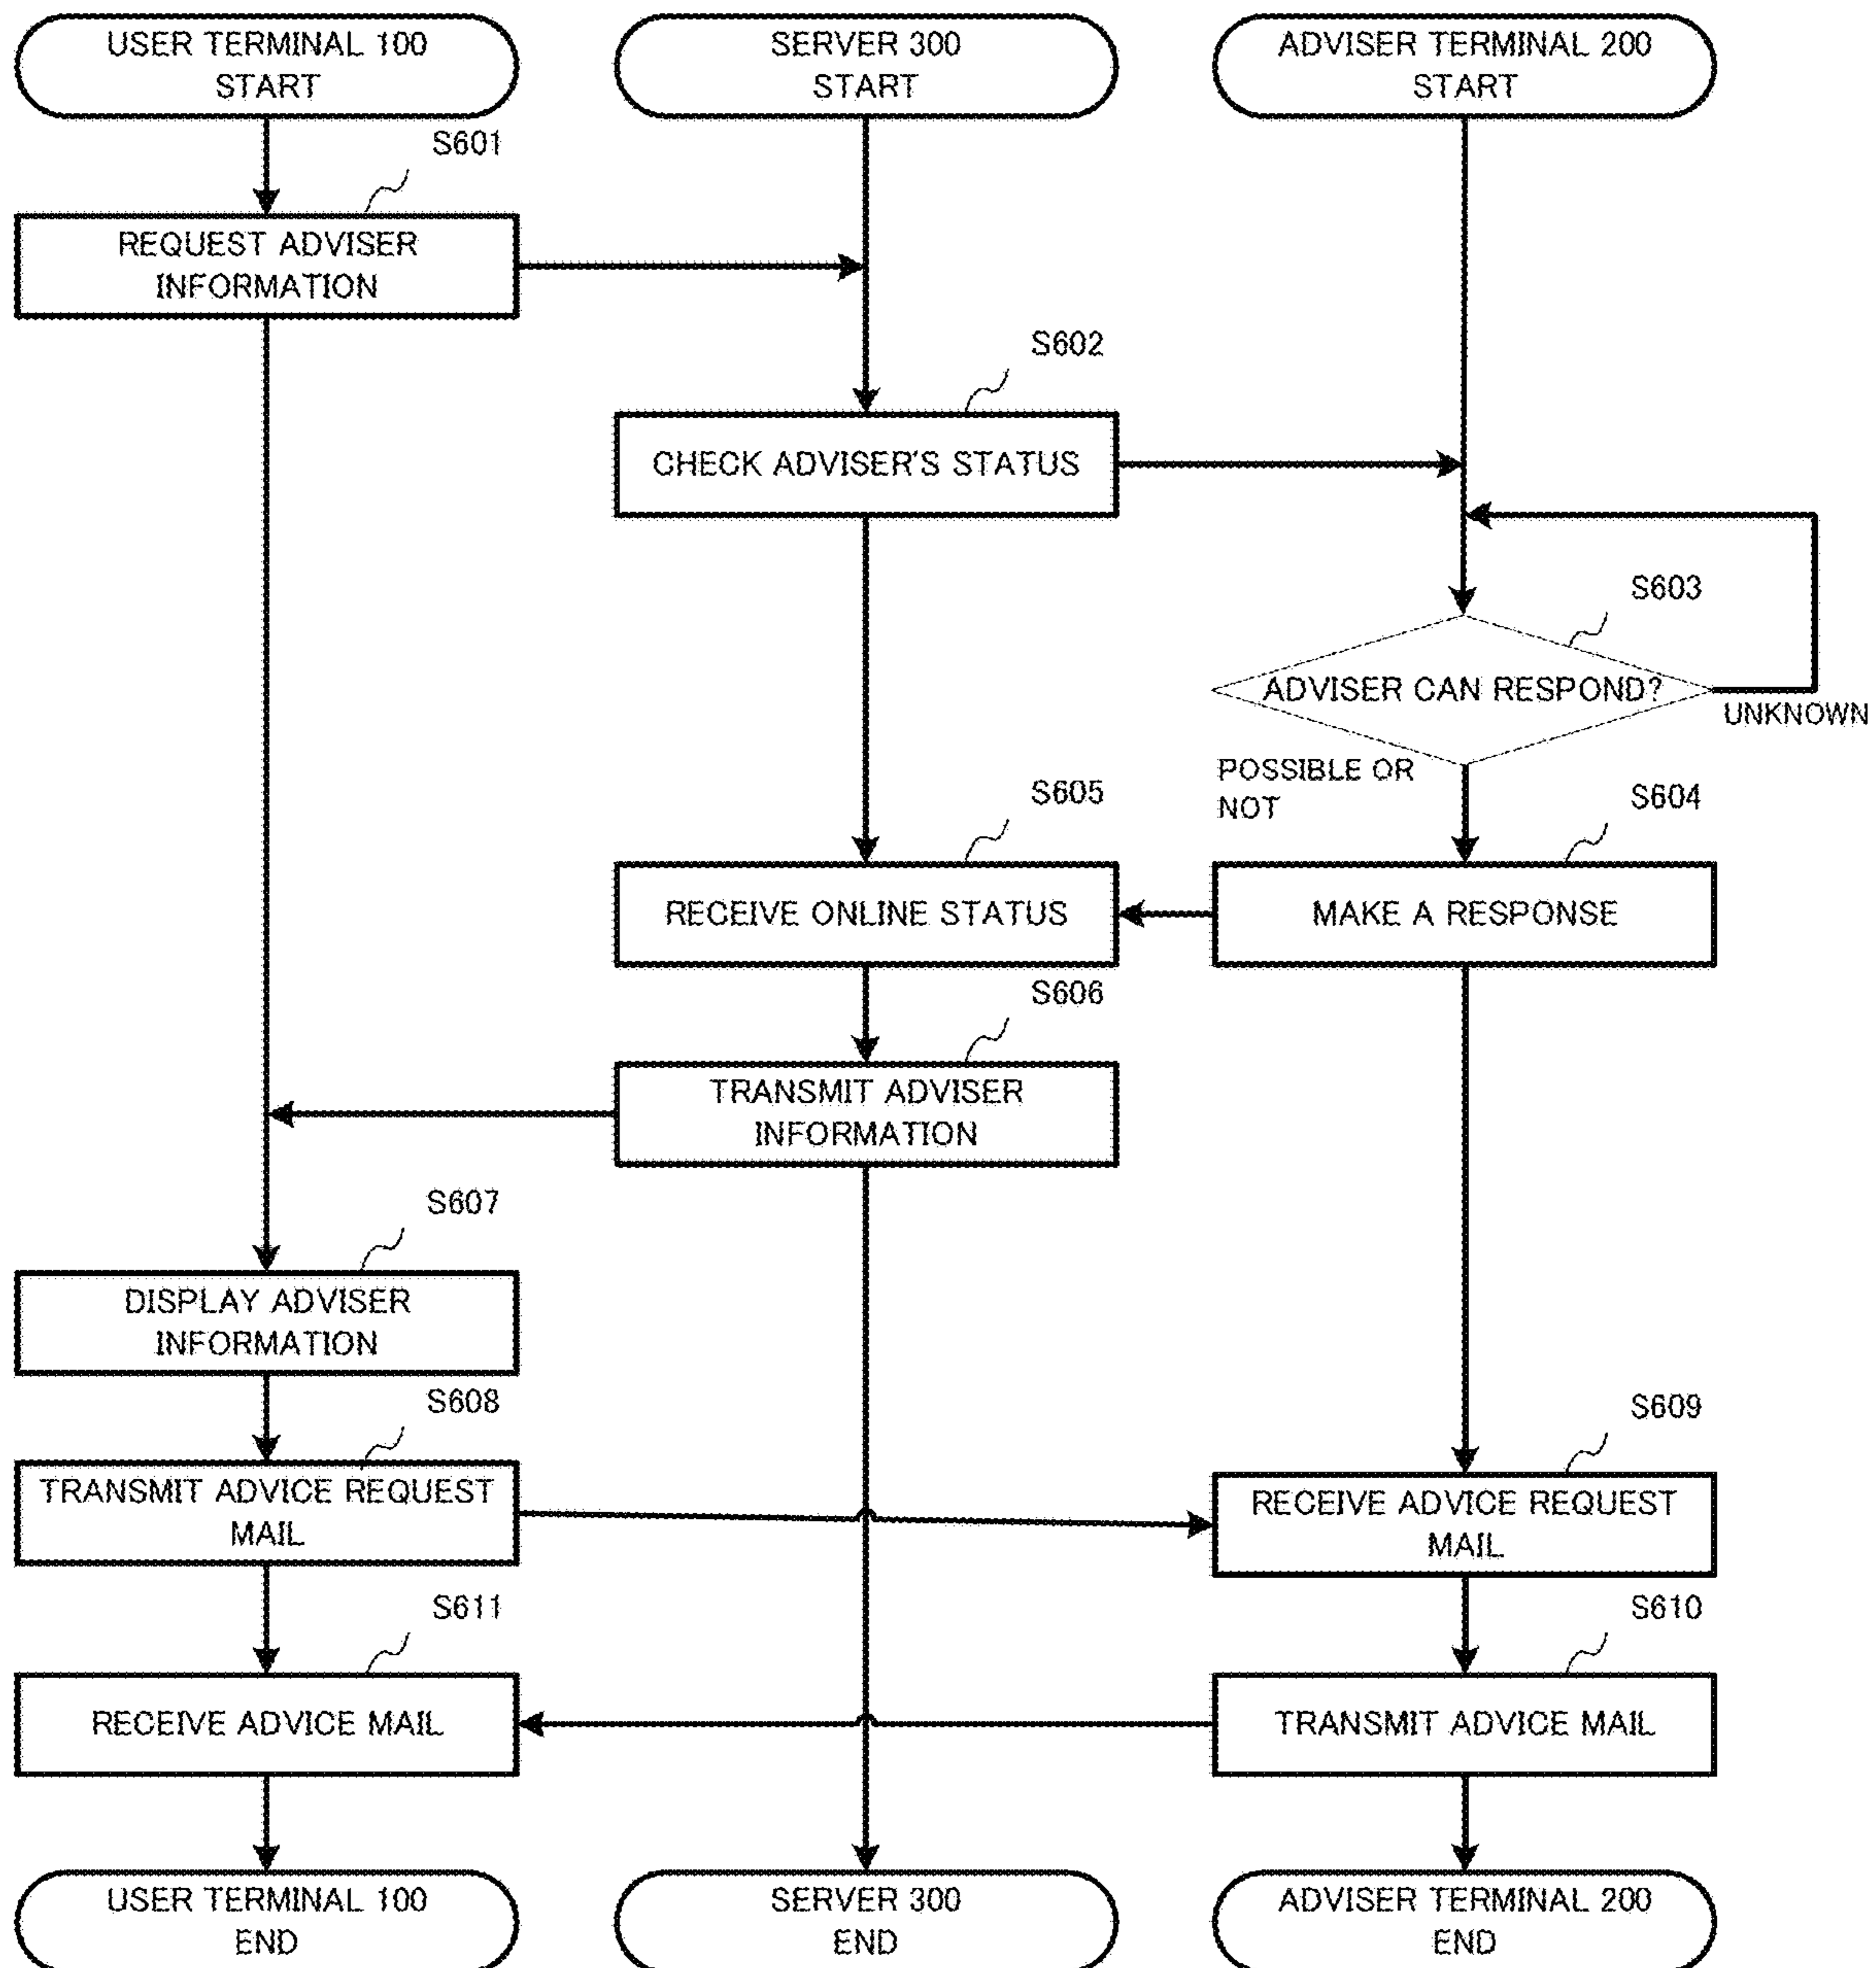 USER TERMINAL 100
START
SERVER 300
START
ADVISER TERMINAL 200
START
S601
REQUEST ADVISER
INFORMATION
S602
CHECK ADVISER'S STATUS
S603
ADVISER CAN RESPOND?
UNKNOWN
POSSIBLE OR
NOT
S604
S605
RECEIVE ONLINE STATUS
MAKE A RESPONSE
S606
TRANSMIT ADVISER
INFORMATION
S607
DISPLAY ADVISER
INFORMATION
S608
TRANSMIT ADVICE REQUEST
MAIL
S609
RECEIVE ADVICE REQUEST
MAIL
S611
S610
RECEIVE ADVICE MAIL
TRANSMIT ADVICE MAIL
USER TERMINAL 100
END
SERVER 300
END
ADVISER TERMINAL 200
END